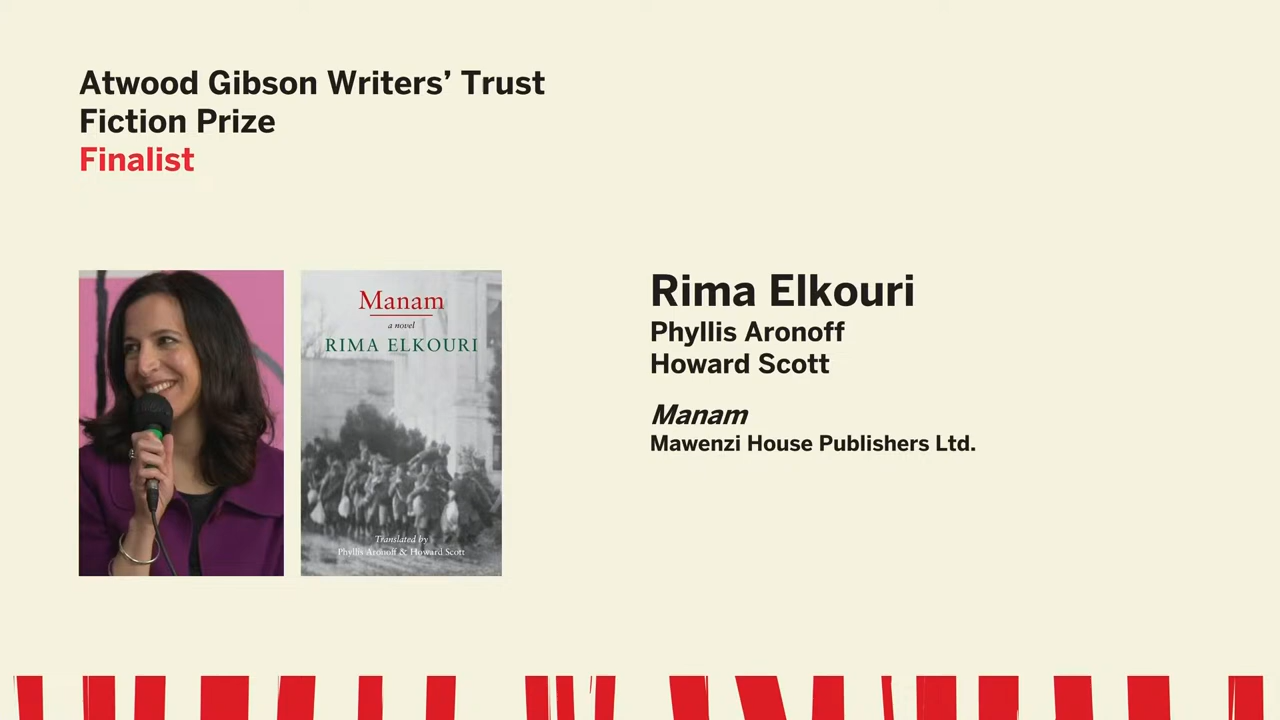 Atwood Gibson Writers’ Trust
Fiction Prize
Finalist
Manam
a novel
RIMA ELKOURI
Translated by
Phyllis Aronoff & Howard Scott
Rima Elkouri
Phyllis Aronoff
Howard Scott
Manam
Mawenzi House Publishers Ltd.